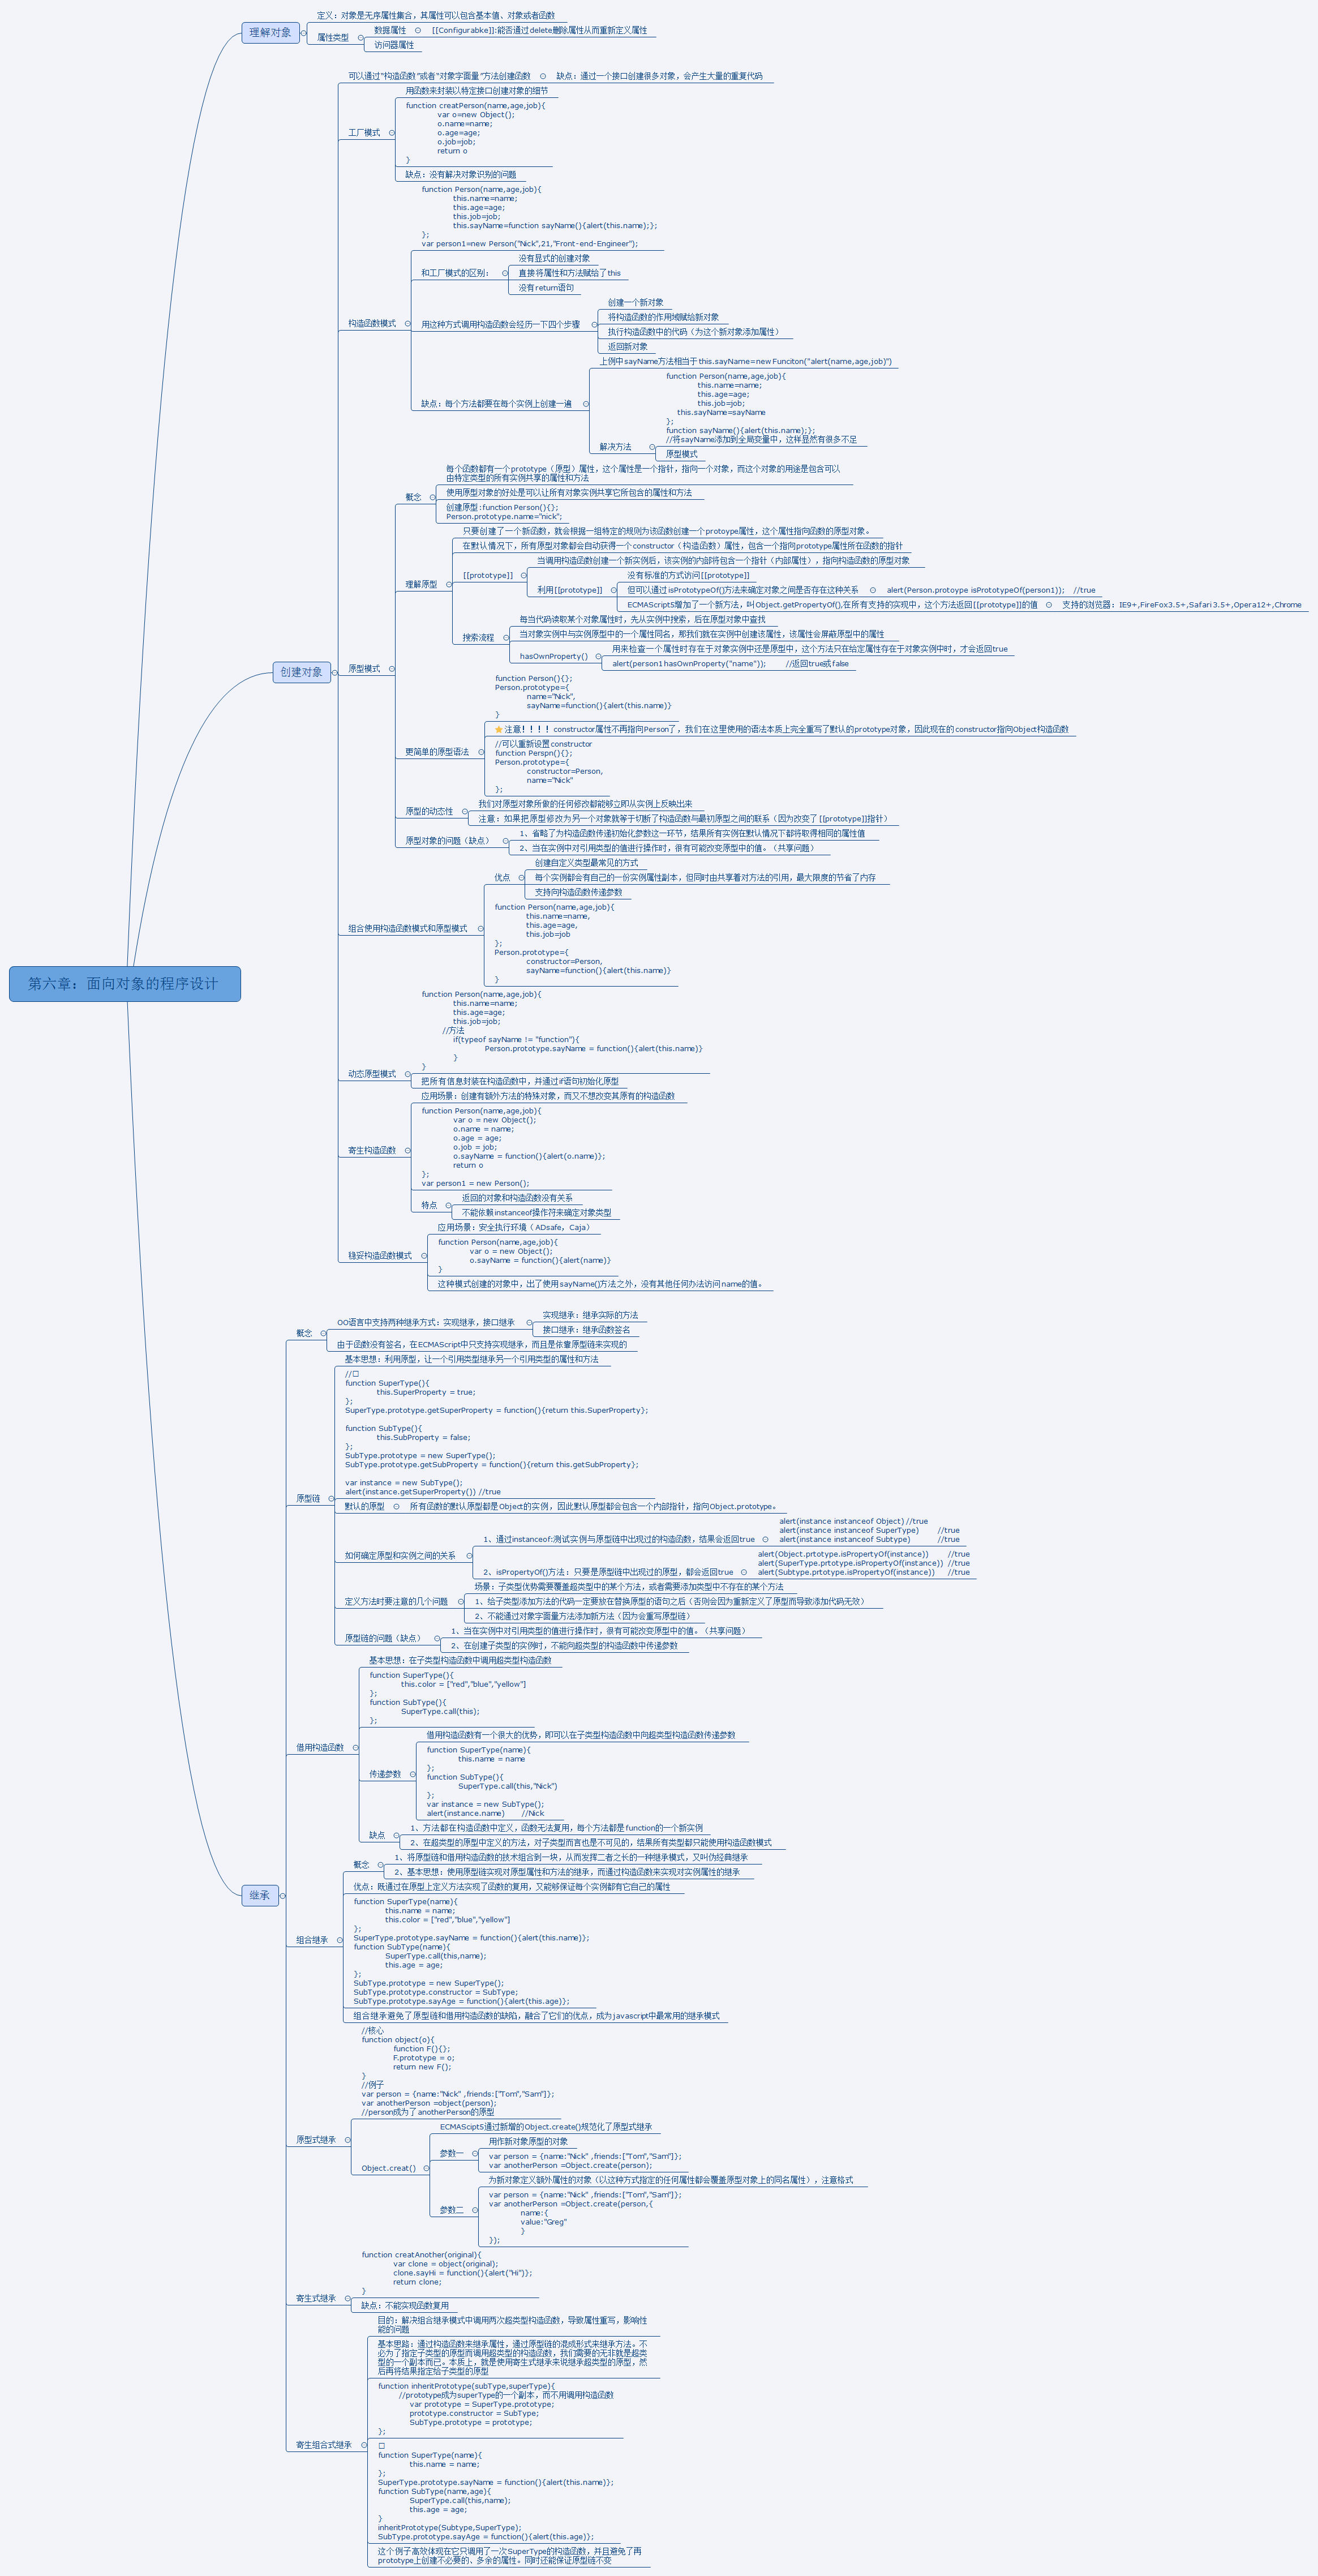 第六章：面向对象的程序设计
理解对象
定义：对象是无序属性集合，其属性可以包含基本值、对象或者函数
属性类型
数据属性
[[Configurabke]]:能否通过delete删除属性从而重新定义属性
访问器属性
创建对象
可以通过“构造函数”或者“对象字面量”方法创建函数
缺点：通过一个接口创建很多对象，会产生大量的重复代码
工厂模式
用函数来封装以特定接口创建对象的细节
function creatPerson(name,age,job){
var o=new Object();
o.name=name;
o.age=age;
o.job=job;
return o
}
缺点：没有解决对象识别的问题
构造函数模式
function Person(name,age,job){
this.name=name;
this.age=age;
this.job=job;
this.sayName=function sayName(){alert(this.name);};
};
var person1=new Person("Nick",21,"Front-end-Engineer");
和工厂模式的区别：
没有显式的创建对象
直接将属性和方法赋给了this
没有return语句
用这种方式调用构造函数会经历一下四个步骤
创建一个新对象
将构造函数的作用域赋给新对象
执行构造函数中的代码（为这个新对象添加属性）
返回新对象
缺点：每个方法都要在每个实例上创建一遍
上例中sayName方法相当于this.sayName=new Funciton("alert(name,age,job)")
解决方法
function Person(name,age,job){
this.name=name;
this.age=age;
this.job=job;
this.sayName=sayName
};
function sayName(){alert(this.name);};
//将sayName添加到全局变量中，这样显然有很多不足
原型模式
原型模式
概念
每个函数都有一个prototype（原型）属性，这个属性是一个指针，指向一个对象，而这个对象的用途是包含可以
由特定类型的所有实例共享的属性和方法
使用原型对象的好处是可以让所有对象实例共享它所包含的属性和方法
创建原型:function Person(){};
Person.prototype.name="nick";
理解原型
只要创建了一个新函数，就会根据一组特定的规则为该函数创建一个protoype属性，这个属性指向函数的原型对象。
在默认情况下，所有原型对象都会自动获得一个constructor（构造函数）属性，包含一个指向prototype属性所在函数的指针
[[prototype]]
当调用构造函数创建一个新实例后，该实例的内部将包含一个指针（内部属性），指向构造函数的原型对象
利用[[prototype]]
没有标准的方式访问[[prototype]]
但可以通过isPrototypeOf()方法来确定对象之间是否存在这种关系
alert(Person.protoype isPrototypeOf(person1)); //true
ECMAScript5增加了一个新方法，叫Object.getPropertyOf(),在所有支持的实现中，这个方法返回[[prototype]]的值
支持的浏览器：IE9+,FireFox3.5+,Safari3.5+,Opera12+,Chrome
搜索流程
每当代码读取某个对象属性时，先从实例中搜索，后在原型对象中查找
当对象实例中与实例原型中的一个属性同名，那我们就在实例中创建该属性，该属性会屏蔽原型中的属性
hasOwnProperty()
用来检查一个属性时存在于对象实例中还是原型中，这个方法只在给定属性存在于对象实例中时，才会返回true
alert(person1hasOwnProperty("name")); //返回true或false
更简单的原型语法
function Person(){};
Person.prototype={
name="Nick",
sayName=function(){alert(this.name)}
}
注意！！！！constructor属性不再指向Person了，我们在这里使用的语法本质上完全重写了默认的prototype对象，因此现在的constructor指向Object构造函数
//可以重新设置constructor
function Perspn(){};
Person.prototype={
constructor=Person,
name="Nick"
};
原型的动态性
我们对原型对象所做的任何修改都能够立即从实例上反映出来
注意：如果把原型修改为另一个对象就等于切断了构造函数与最初原型之间的联系（因为改变了[[prototype]]指针）
原型对象的问题（缺点）
1、省略了为构造函数传递初始化参数这一环节，结果所有实例在默认情况下都将取得相同的属性值
2、当在实例中对引用类型的值进行操作时，很有可能改变原型中的值。（共享问题）
组合使用构造函数模式和原型模式
优点
创建自定义类型最常见的方式
每个实例都会有自己的一份实例属性副本，但同时由共享着对方法的引用，最大限度的节省了内存
支持向构造函数传递参数
function Person(name,age,job){
this.name=name,
this.age=age,
this.job=job
};
Person.prototype={
constructor=Person,
sayName=function(){alert(this.name)}
}
动态原型模式
function Person(name,age,job){
this.name=name;
this.age=age;
this.job=job;
//方法
if(typeof sayName != "function"){
Person.prototype.sayName = function(){alert(this.name)}
}
}
把所有信息封装在构造函数中，并通过if语句初始化原型
寄生构造函数
应用场景：创建有额外方法的特殊对象，而又不想改变其原有的构造函数
function Person(name,age,job){
var o = new Object();
o.name = name;
o.age = age;
o.job = job;
o.sayName = function(){alert(o.name)};
return o
};
var person1 = new Person();
特点
返回的对象和构造函数没有关系
不能依赖instanceof操作符来确定对象类型
稳妥构造函数模式
应用场景：安全执行环境（ADsafe，Caja）
function Person(name,age,job){
var o = new Object();
o.sayName = function(){alert(name)}
}
这种模式创建的对象中，出了使用sayName()方法之外，没有其他任何办法访问name的值。
继承
概念
OO语言中支持两种继承方式：实现继承，接口继承
实现继承：继承实际的方法
接口继承：继承函数签名
由于函数没有签名，在ECMAScript中只支持实现继承，而且是依靠原型链来实现的
原型链
基本思想：利用原型，让一个引用类型继承另一个引用类型的属性和方法
//
function SuperType(){
this.SuperProperty = true;
};
SuperType.prototype.getSuperProperty = function(){return this.SuperProperty};
function SubType(){
this.SubProperty = false;
};
SubType.prototype = new SuperType();
SubType.prototype.getSubProperty = function(){return this.getSubProperty};
var instance = new SubType();
alert(instance.getSuperProperty()) //true
默认的原型
所有函数的默认原型都是Object的实例，因此默认原型都会包含一个内部指针，指向Object.prototype。
如何确定原型和实例之间的关系
1、通过instanceof:测试实例与原型链中出现过的构造函数，结果会返回true
alert(instance instanceof Object) //true
alert(instance instanceof SuperType) //true
alert(instance instanceof Subtype) //true
2、isPropertyOf()方法：只要是原型链中出现过的原型，都会返回true
alert(Object.prtotype.isPropertyOf(instance)) //true
alert(SuperType.prtotype.isPropertyOf(instance)) //true
alert(Subtype.prtotype.isPropertyOf(instance)) //true
定义方法时要注意的几个问题
场景：子类型优势需要覆盖超类型中的某个方法，或者需要添加类型中不存在的某个方法
1、给子类型添加方法的代码一定要放在替换原型的语句之后（否则会因为重新定义了原型而导致添加代码无效）
2、不能通过对象字面量方法添加新方法（因为会重写原型链）
原型链的问题（缺点）
1、当在实例中对引用类型的值进行操作时，很有可能改变原型中的值。（共享问题）
2、在创建子类型的实例时，不能向超类型的构造函数中传递参数
借用构造函数
基本思想：在子类型构造函数中调用超类型构造函数
function SuperType(){
this.color = ["red","blue","yellow"]
};
function SubType(){
SuperType.call(this);
};
传递参数
借用构造函数有一个很大的优势，即可以在子类型构造函数中向超类型构造函数传递参数
function SuperType(name){
this.name = name
};
function SubType(){
SuperType.call(this,"Nick")
};
var instance = new SubType();
alert(instance.name) //Nick
缺点
1、方法都在构造函数中定义，函数无法复用，每个方法都是function的一个新实例
2、在超类型的原型中定义的方法，对子类型而言也是不可见的，结果所有类型都只能使用构造函数模式
组合继承
概念
1、将原型链和借用构造函数的技术组合到一块，从而发挥二者之长的一种继承模式，又叫伪经典继承
2、基本思想：使用原型链实现对原型属性和方法的继承，而通过构造函数来实现对实例属性的继承
优点：既通过在原型上定义方法实现了函数的复用，又能够保证每个实例都有它自己的属性
function SuperType(name){
this.name = name;
this.color = ["red","blue","yellow"]
};
SuperType.prototype.sayName = function(){alert(this.name)};
function SubType(name){
SuperType.call(this,name);
this.age = age;
};
SubType.prototype = new SuperType();
SubType.prototype.constructor = SubType;
SubType.prototype.sayAge = function(){alert(this.age)};
组合继承避免了原型链和借用构造函数的缺陷，融合了它们的优点，成为javascript中最常用的继承模式
原型式继承
//核心
function object(o){
function F(){};
F.prototype = o;
return new F();
}
//例子
var person = {name:"Nick" ,friends:["Tom","Sam"]};
var anotherPerson =object(person);
//person成为了anotherPerson的原型
Object.creat()
ECMASciptS通过新增的Object.create()规范化了原型式继承
参数一
用作新对象原型的对象
var person = {name:"Nick" ,friends:["Tom","Sam"]};
var anotherPerson =Object.create(person);
参数二
为新对象定义额外属性的对象（以这种方式指定的任何属性都会覆盖原型对象上的同名属性），注意格式
var person = {name:"Nick" ,friends:["Tom","Sam"]};
var anotherPerson =Object.create(person,{
name:{
value:"Greg"
}
});
寄生式继承
function creatAnother(original){
var clone = object(original);
clone.sayHi = function(){alert("Hi")};
return clone;
}
缺点：不能实现函数复用
寄生组合式继承
目的：解决组合继承模式中调用两次超类型构造函数，导致属性重写，影响性
能的问题
基本思路：通过构造函数来继承属性，通过原型链的混成形式来继承方法。不
必为了指定子类型的原型而调用超类型的构造函数，我们需要的无非就是超类
型的一个副本而已。本质上，就是使用寄生式继承来说继承超类型的原型，然
后再将结果指定给子类型的原型
function inheritPrototype(subType,superType){
//prototype成为superType的一个副本，而不用调用构造函数
var prototype = SuperType.prototype;
prototype.constructor = SubType;
SubType.prototype = prototype;
};
function SuperType(name){
this.name = name;
};
SuperType.prototype.sayName = function(){alert(this.name)};
function SubType(name,age){
SuperType.call(this,name);
this.age = age;
}
inheritPrototype(Subtype,SuperType);
SubType.prototype.sayAge = function(){alert(this.age)};
这个例子高效体现在它只调用了一次SuperType的构造函数，并且避免了再
prototype上创建不必要的、多余的属性。同时还能保证原型链不变